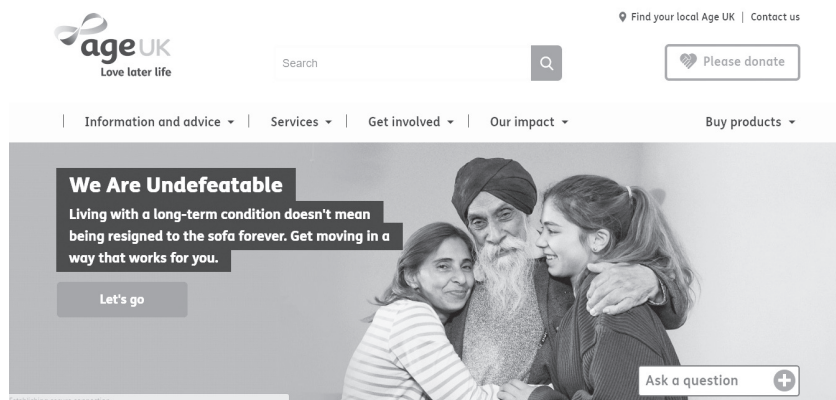 Find your local Age UK | Contact us
ageUK
Love later life
Search
Please donate
Information and advice
Services
Get involved
Our impact
Buy products
We Are Undefeatable
Living with a long-term condition doesn't mean
being resigned to the sofa forever. Get moving in a
way that works for you.
Let's go
Ask a question